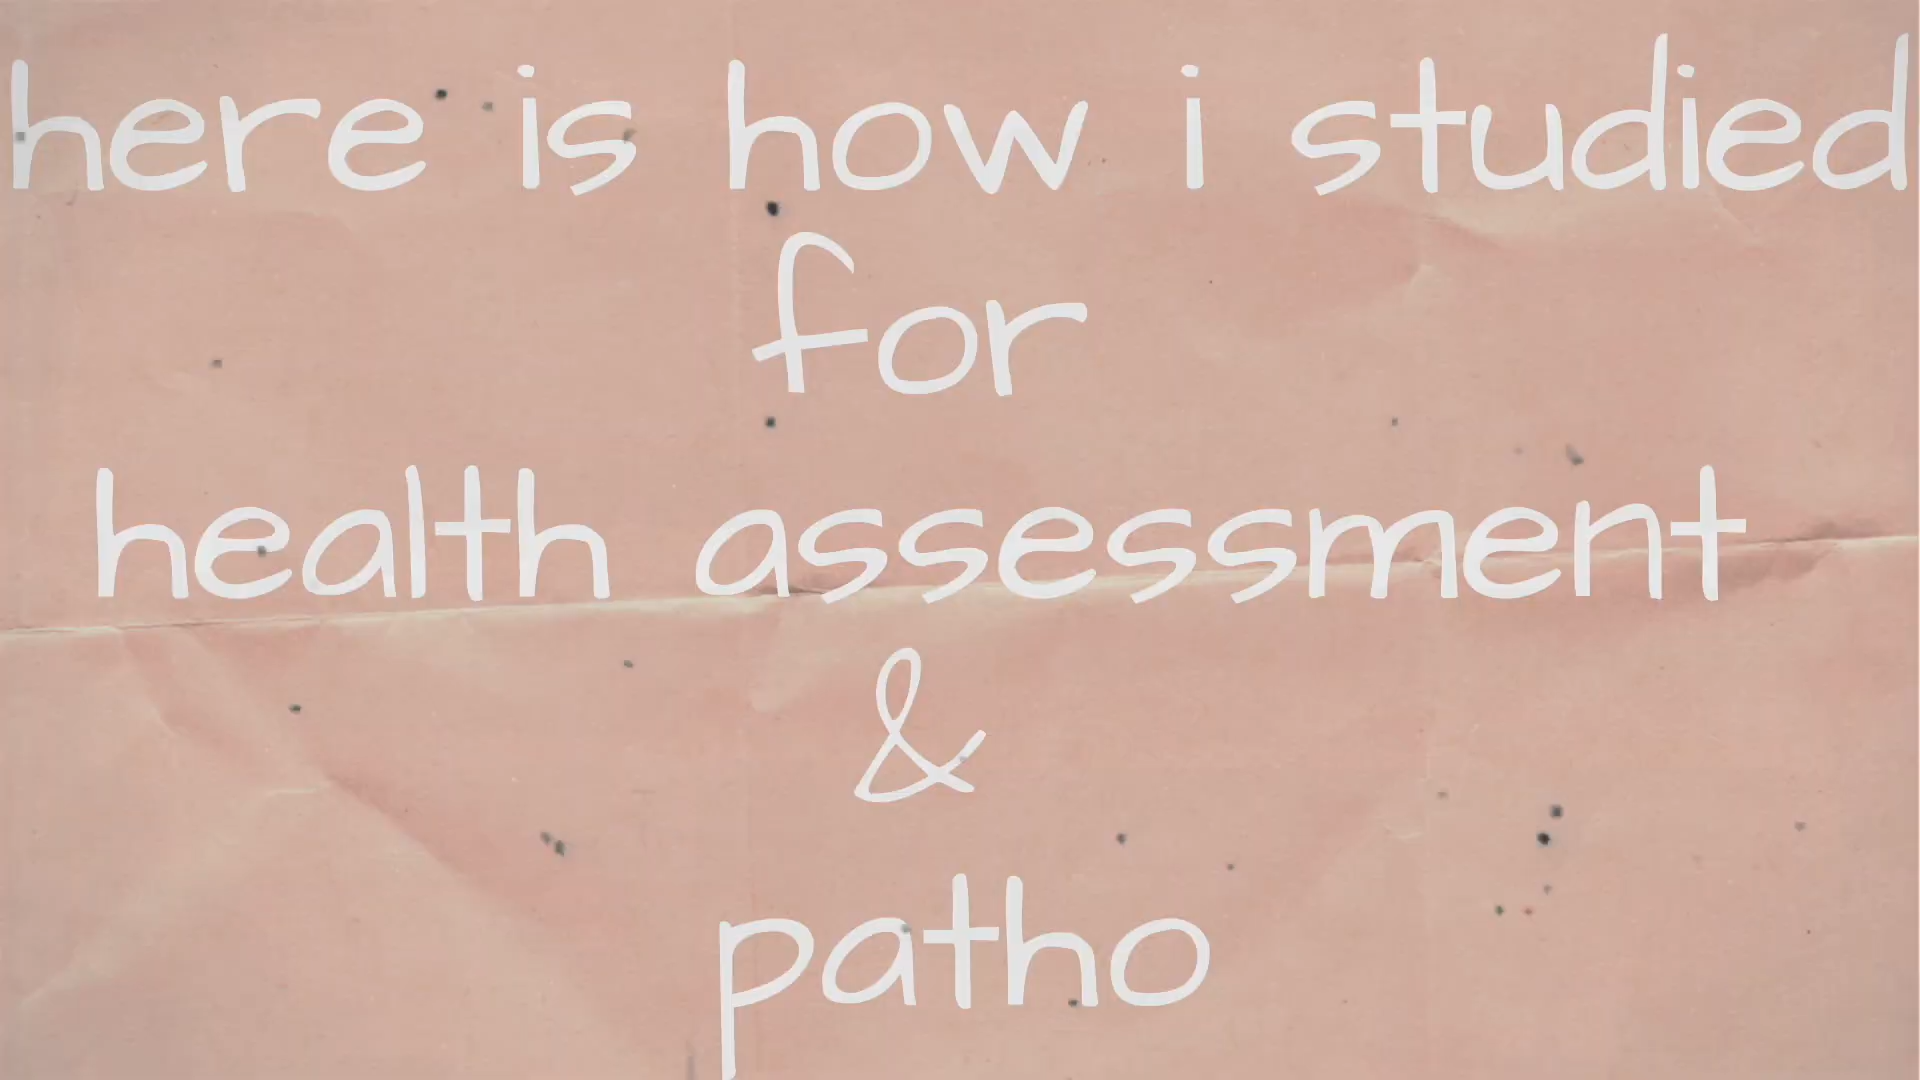 here is how i studied
for
health assessment
&
patho